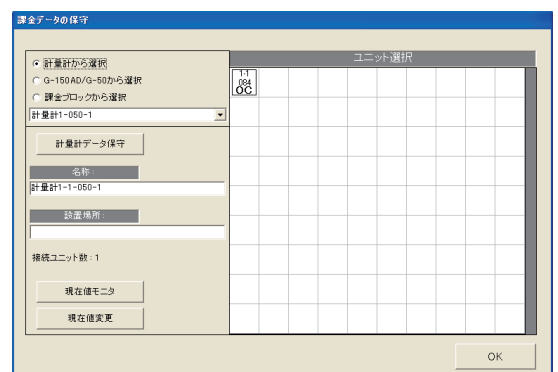 課金データの保守
計量計から選択
G-150AD/G-50から選択
課金ブロックから選択
計量計1-050-1
計量計データ保守
名称:
計量計1-1-050-1
設置場所:
接続ユニット数:1
現在値モニタ
現在値変更
ユニット選択
1-1
084
OC
OK